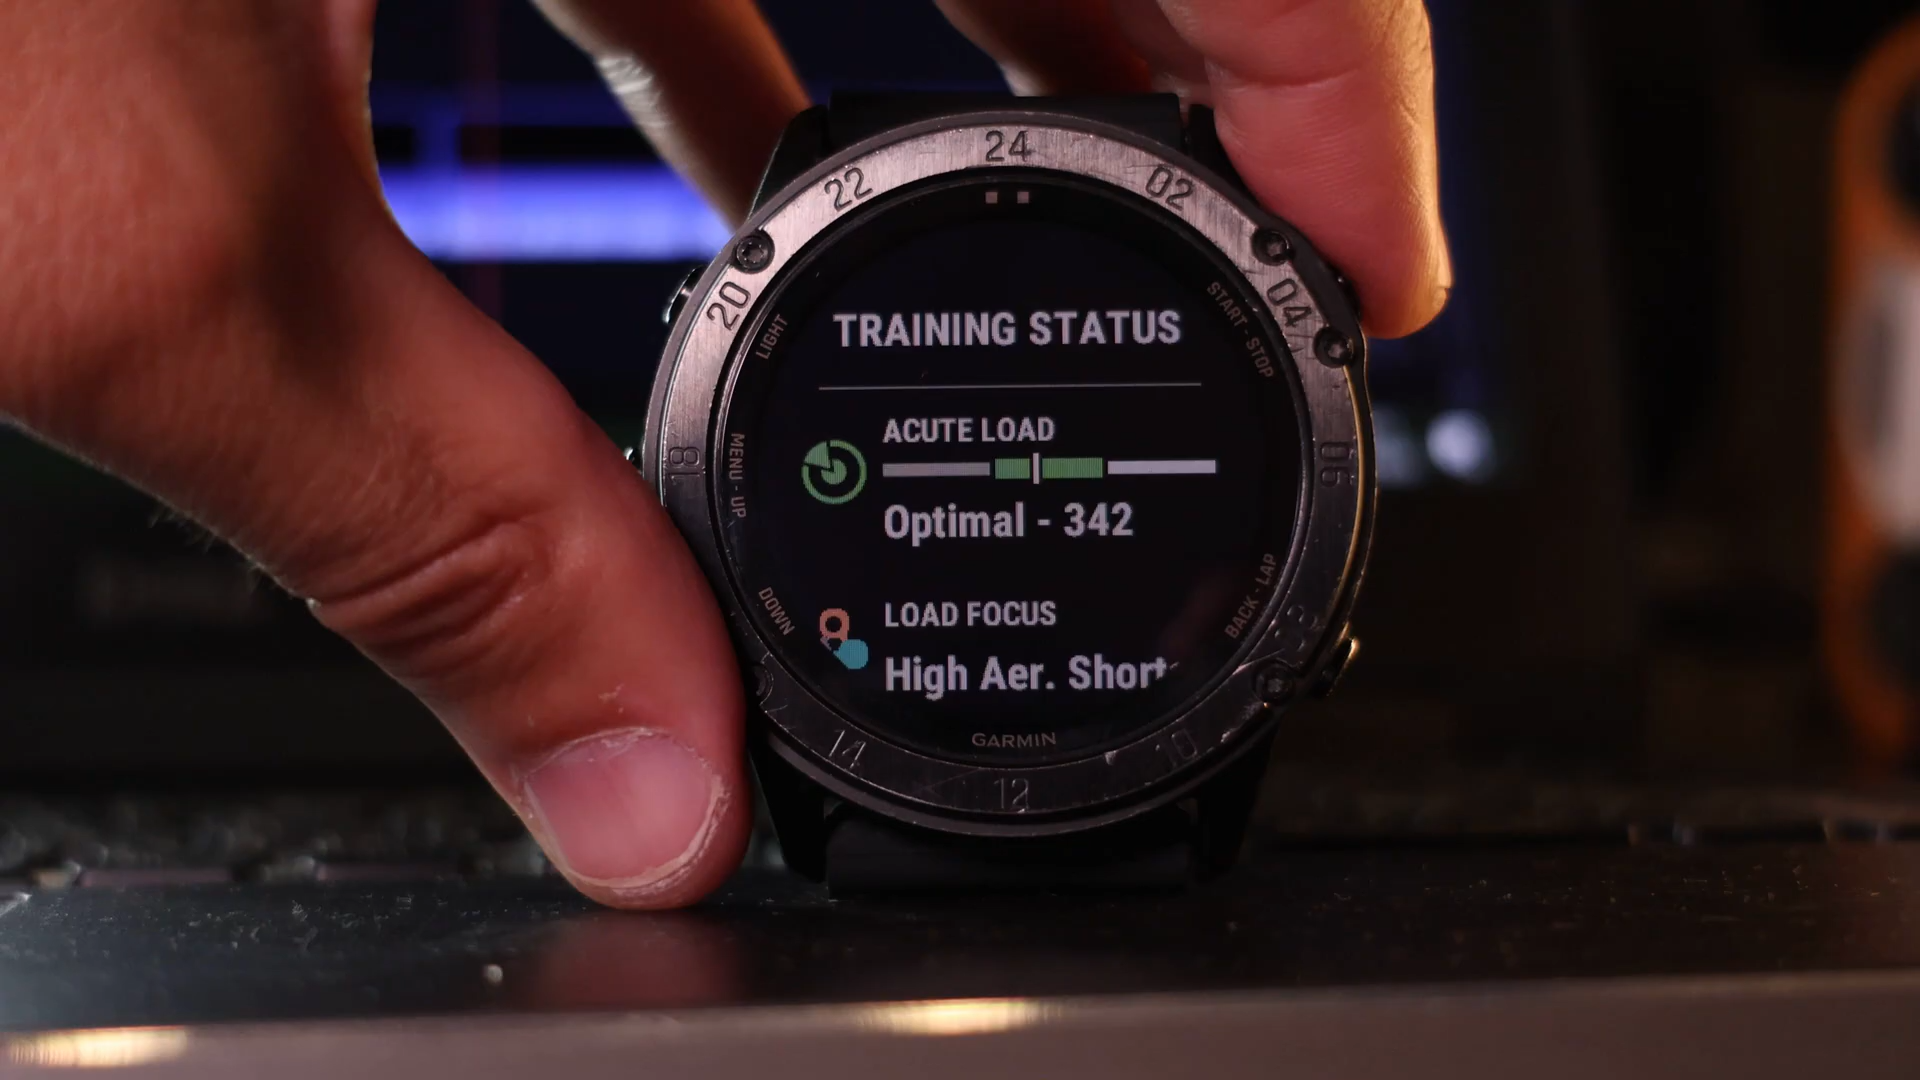 24
22
02
20
04
LIGHT
START - STOP
TRAINING STATUS
ACUTE LOAD
18
MENU - UP
06
Optimal - 342
DOWN
BACK - LAP
LOAD FOCUS
High Aer. Short
GARMIN
14
10
12